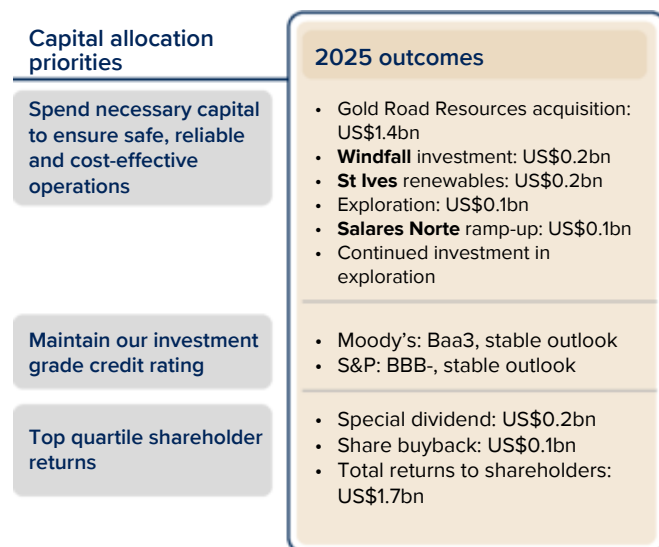 Capital allocation
priorities
2025 outcomes
Spend necessary capital
to ensure safe, reliable
and cost-effective
operations
• Gold Road Resources acquisition:
US$1.4bn
• Windfall investment: US$0.2bn
• St Ives renewables: US$0.2bn
• Exploration: US$0.1bn
• Salares Norte ramp-up: US$0.1bn
• Continued investment in
exploration
Maintain our investment
grade credit rating
• Moody’s: Baa3, stable outlook
• S&P: BBB-, stable outlook
Top quartile shareholder
returns
• Special dividend: US$0.2bn
• Share buyback: US$0.1bn
• Total returns to shareholders:
US$1.7bn